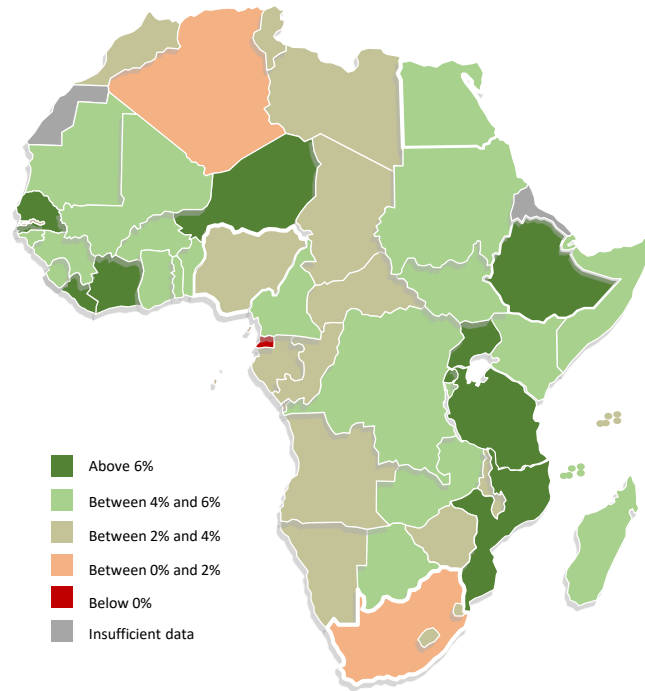 Above 6%
Between 4% and 6%
Between 2% and 4%
Between 0% and 2%
Below 0%
Insufficient data